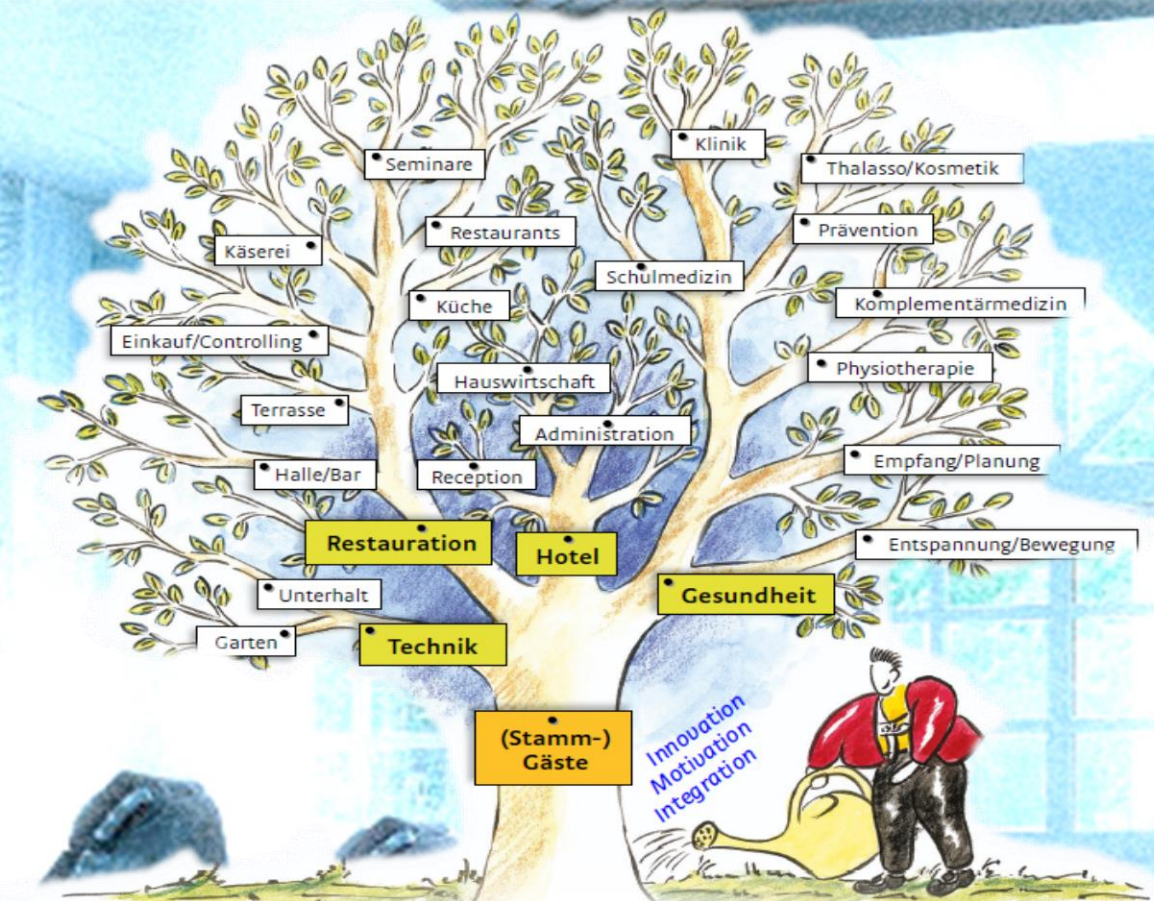 Klinik
Seminare
Thalasso/Kosmetik
Restaurants
Prävention
Käserei
Schulmedizin
Küche
Komplementärmedizin
Einkauf/Controlling
Hauswirtschaft
Physiotherapie
Terrasse
Administration
Halle/Bar
Reception
Empfang/Planung
Restauration
Hotel
Entspannung/Bewegung
Unterhalt
Gesundheit
Garten
Technik
(Stamm-)
Gäste
Innovation
Motivation
Integration